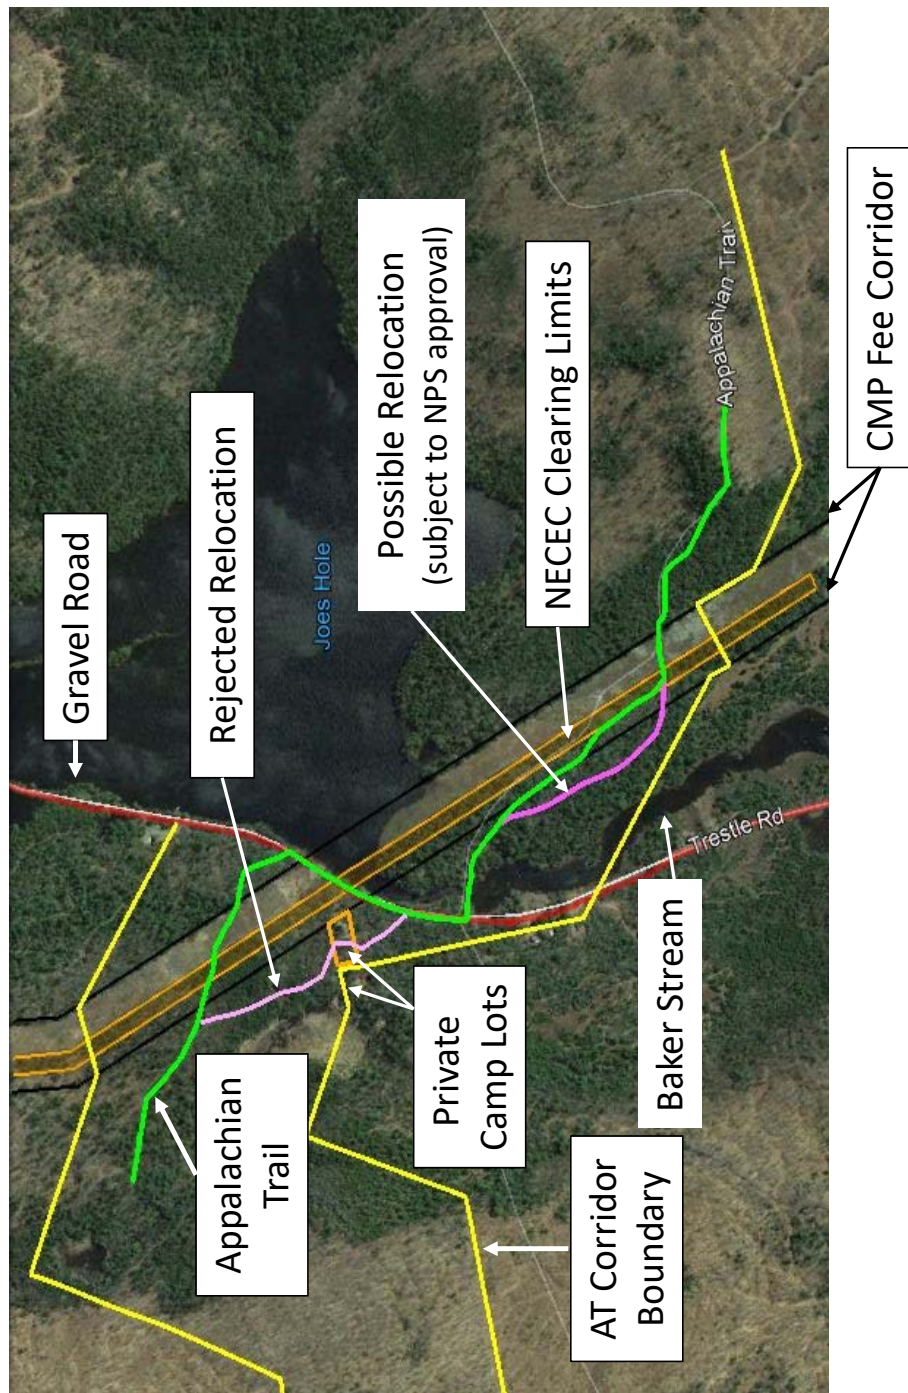 Gravel Road
Appalachian
Trail
Rejected Relocation
Joes Hole
Possible Relocation
(subject to NPS approval)
Private
Camp Lots
NECEC Clearing Limits
AT Corridor
Boundary
Baker Stream
Trestle Rd
Appalachian Trail
CMP Fee Corridor